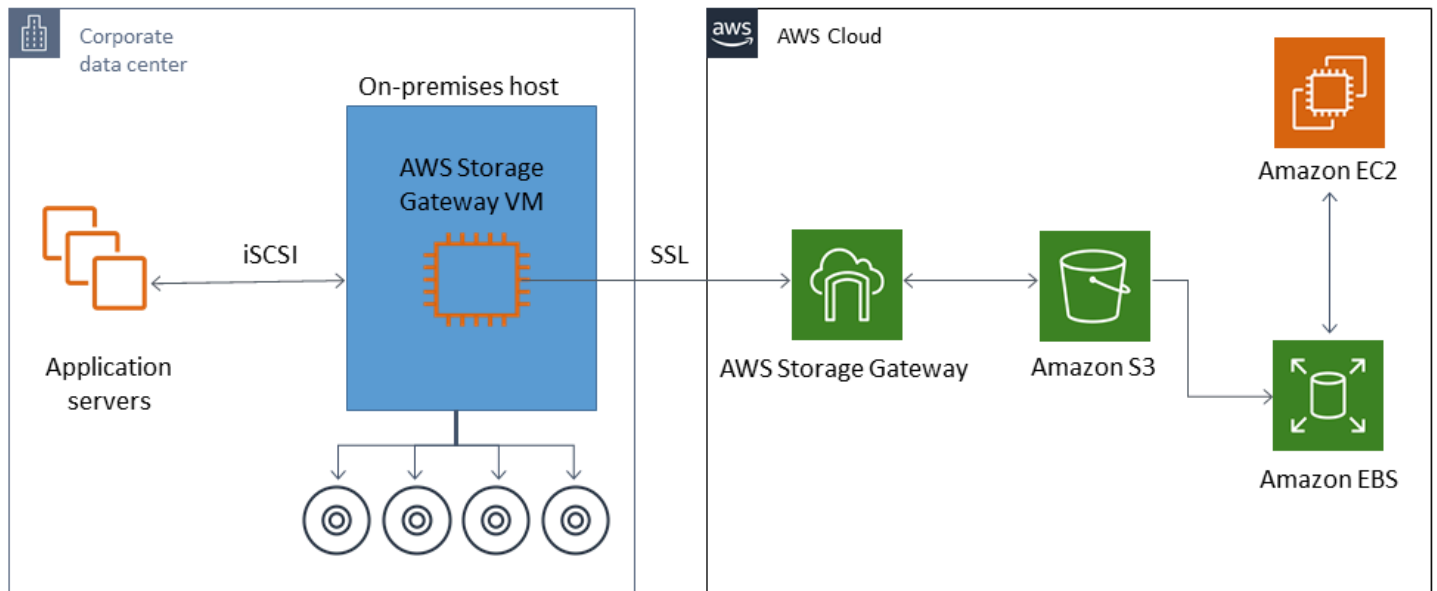 Corporate
data center
On-premises host
AWS Storage
Gateway VM
iSCSI
Application
servers
SSL
aws
AWS Cloud
Amazon EC2
AWS Storage Gateway
Amazon S3
Amazon EBS